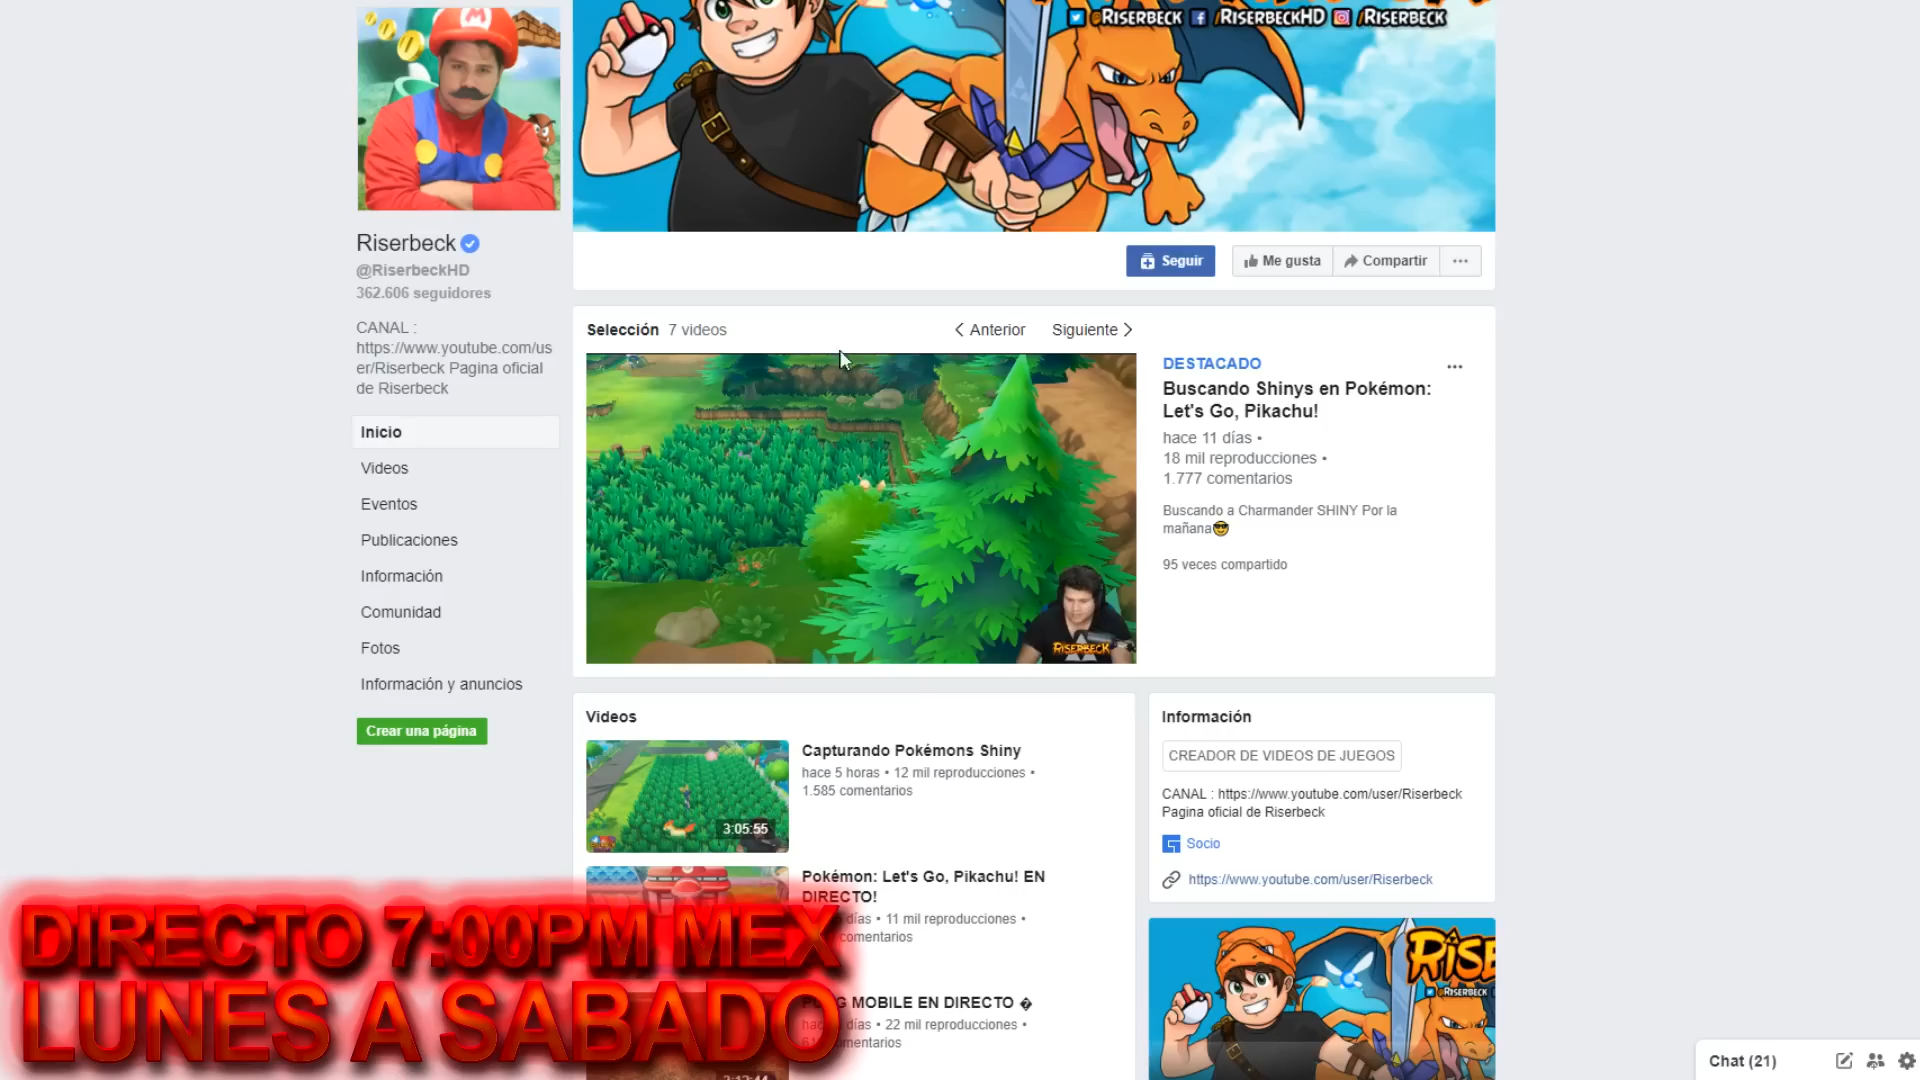 RISERBECK /RISERBECKHD /RISERBECK
Riserbeck
@RiserbeckHD
362.606 seguidores
CANAL :
https://www.youtube.com/us
er/Riserbeck Pagina oficial
de Riserbeck
Inicio
Videos
Eventos
Publicaciones
Información
Comunidad
Fotos
Información y anuncios
Crear una página
Seguir
Me gusta
Compartir
Selección 7 videos
Anterior
Siguiente
RISERBECK
DESTACADO
Buscando Shinys en Pokémon:
Let's Go, Pikachu!
hace 11 días •
18 mil reproducciones •
1.777 comentarios
Buscando a Charmander SHINY Por la
mañana
95 veces compartido
Videos
Capturando Pokémons Shiny
hace 5 horas • 12 mil reproducciones •
1.585 comentarios
3:05:55
Pokémon: Let's Go, Pikachu! EN
DIRECTO!
días • 11 mil reproducciones •
comentarios
MOBILE EN DIRECTO �
días • 22 mil reproducciones •
Información
CREADOR DE VIDEOS DE JUEGOS
CANAL : https://www.youtube.com/user/Riserbeck
Pagina oficial de Riserbeck
Socio
https://www.youtube.com/user/Riserbeck
RISE
RISERBECK
DIRECTO 7:00PM MEX
LUNES A SABADO
Chat (21)